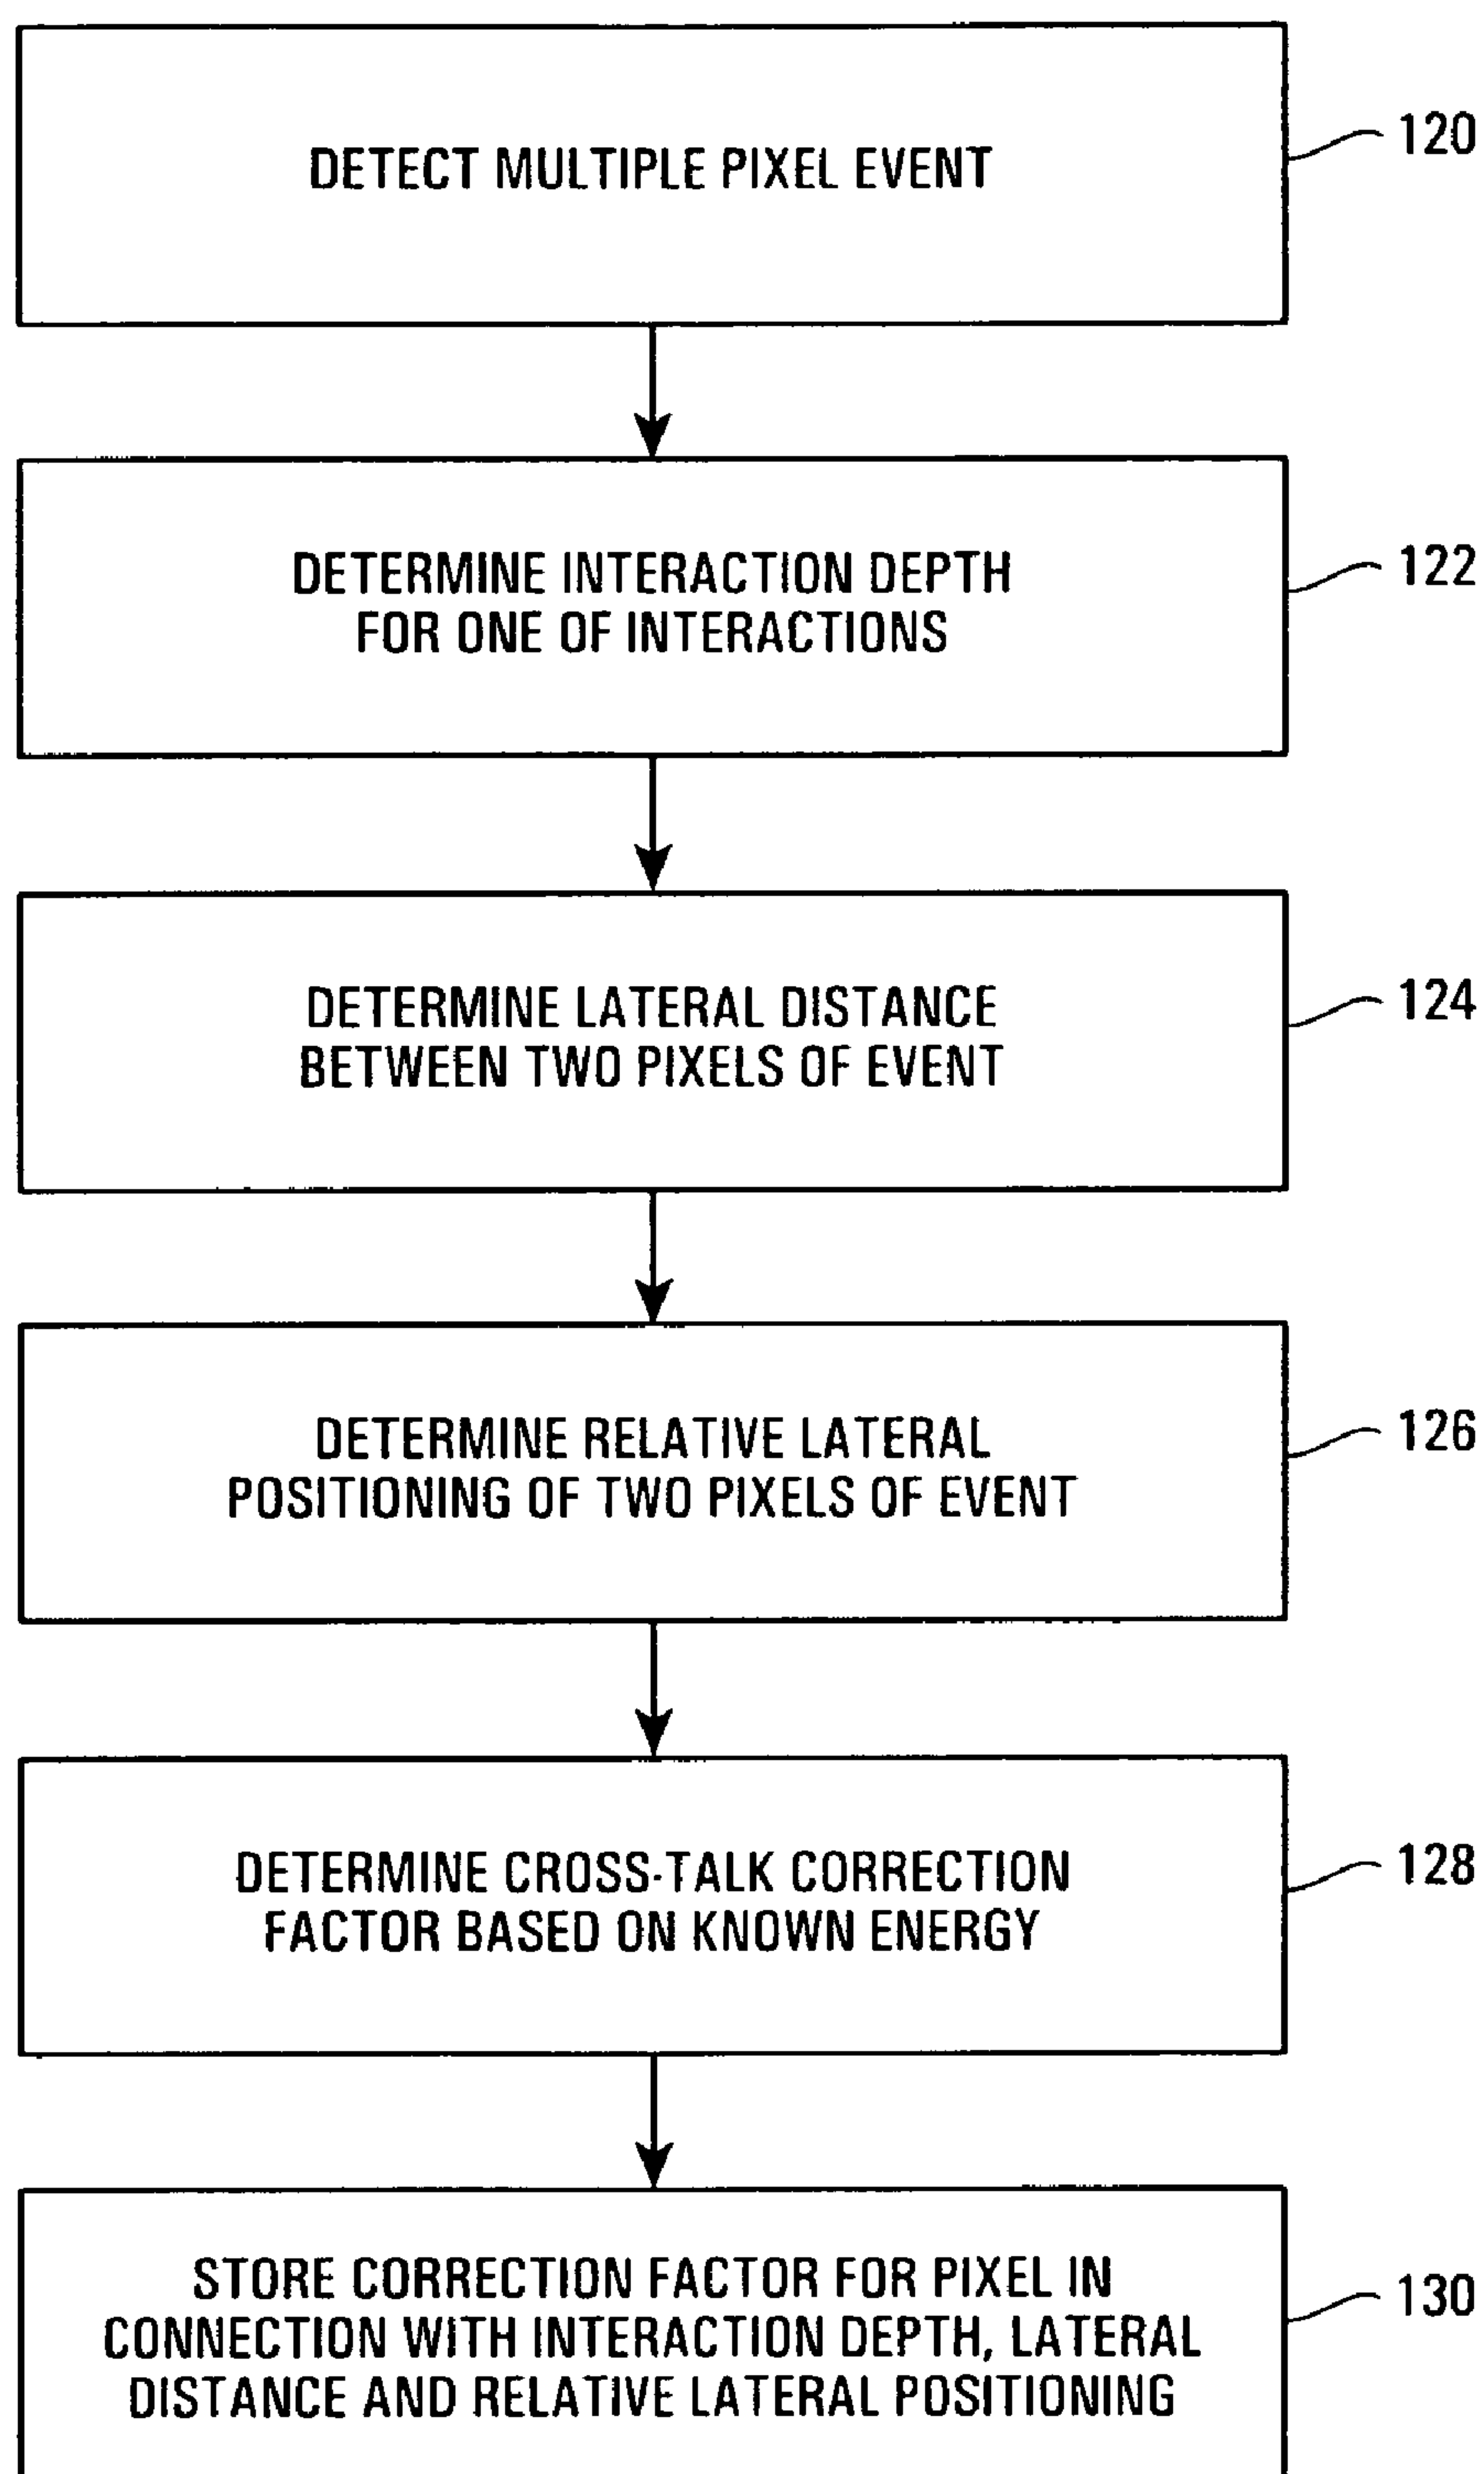 DETECT MULTIPLE PIXEL EVENT
120
DETERMINE INTERACTION DEPTH
FOR ONE OF INTERACTIONS
122
DETERMINE LATERAL DISTANCE
BETWEEN TWO PIXELS OF EVENT
124
DETERMINE RELATIVE LATERAL
POSITIONING OF TWO PIXELS OF EVENT
126
DETERMINE CROSS-TALK CORRECTION
FACTOR BASED ON KNOWN ENERGY
128
STORE CORRECTION FACTOR FOR PIXEL IN
CONNECTION WITH INTERACTION DEPTH, LATERAL
DISTANCE AND RELATIVE LATERAL POSITIONING
130